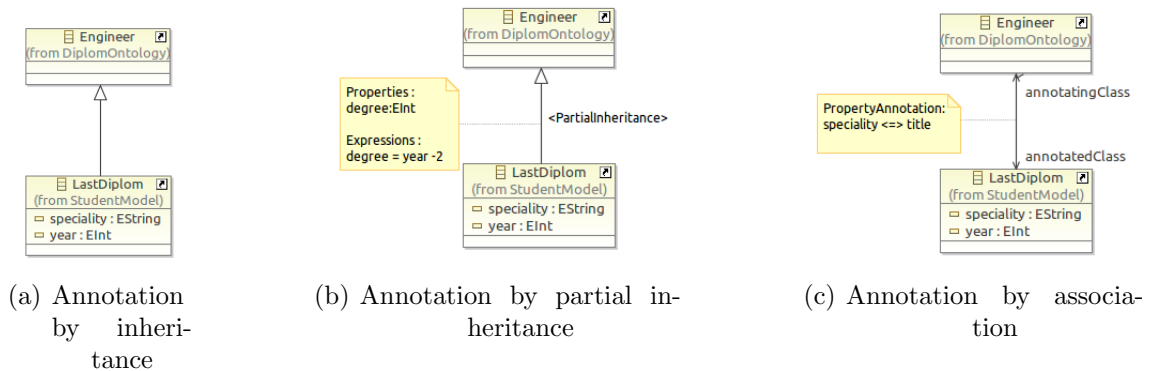 Engineer
(from DiplomOntology)
LastDiplom
(from StudentModel)
speciality : EString
year : EInt
(a) Annotation
by inheri-
tance
Engineer
(from DiplomOntology)
Properties :
degree:EInt
Expressions :
degree = year -2
<PartialInheritance>
LastDiplom
(from StudentModel)
speciality : EString
year : EInt
(b) Annotation by partial in-
heritance
Engineer
(from DiplomOntology)
annotatingClass
PropertyAnnotation:
speciality <=> title
annotatedClass
LastDiplom
(from StudentModel)
speciality : EString
year : EInt
(c) Annotation by associa-
tion